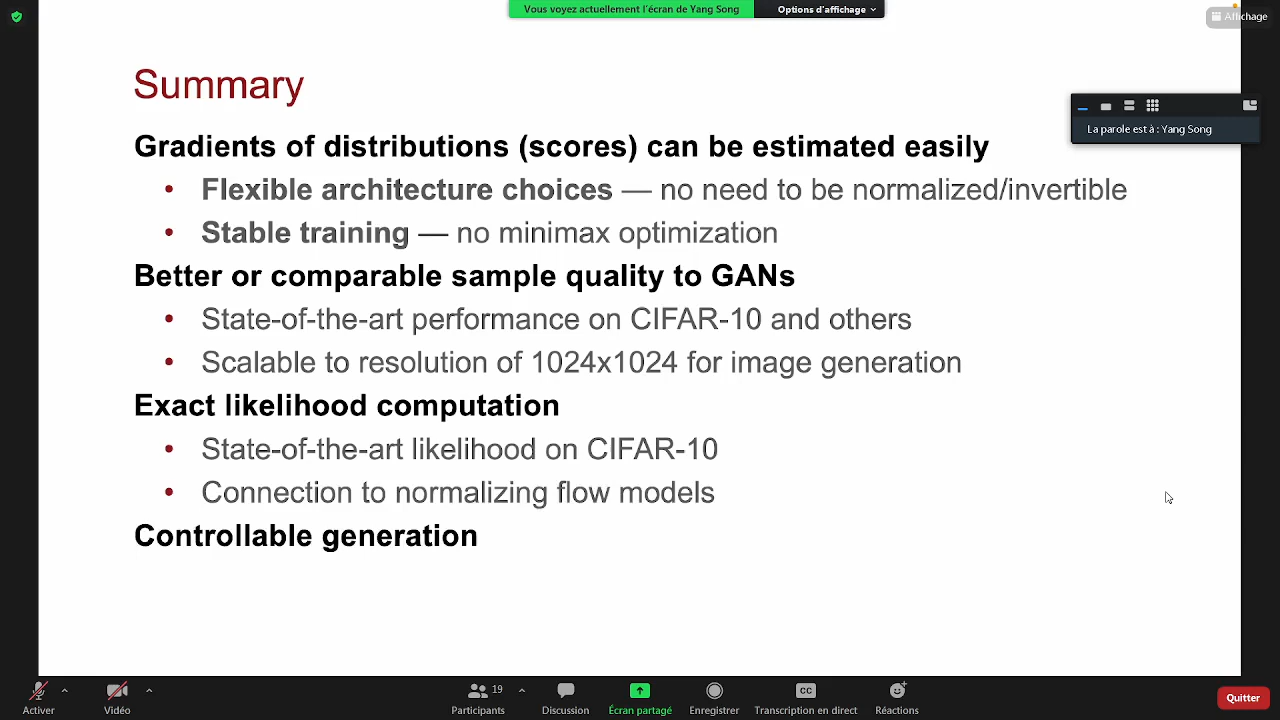 Vous voyez actuellement l'écran de Yang Song
Options d'affichage
Affichage
Summary
La parole est à : Yang Song
Gradients of distributions (scores) can be estimated easily
• Flexible architecture choices — no need to be normalized/invertible
• Stable training — no minimax optimization
Better or comparable sample quality to GANs
• State-of-the-art performance on CIFAR-10 and others
• Scalable to resolution of 1024x1024 for image generation
Exact likelihood computation
• State-of-the-art likelihood on CIFAR-10
• Connection to normalizing flow models
Controllable generation
Activer
Vidéo
19
Participants
Discussion
Écran partagé
Enregistrer
CC
Transcription en direct
Réactions
Quitter